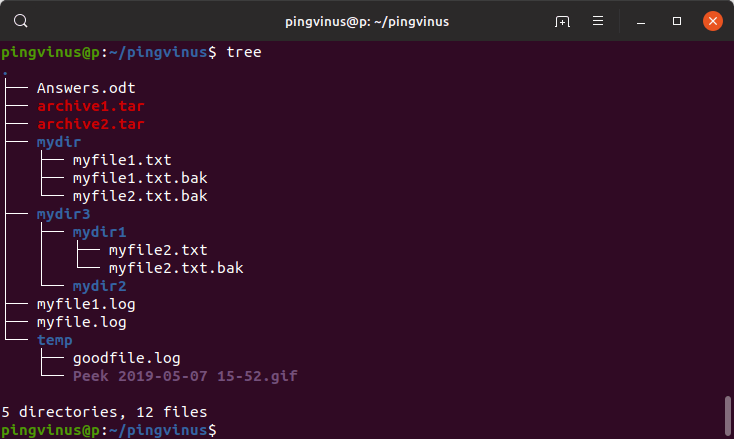 pingvinus@p: ~/pingvinus
pingvinus@p:~/pingvinus$ tree
.
├── Answers.odt
├── archive1.tar
├── archive2.tar
├── mydir
│   ├── myfile1.txt
│   ├── myfile1.txt.bak
│   └── myfile2.txt.bak
├── mydir3
│   ├── mydir1
│   │   ├── myfile2.txt
│   │   └── myfile2.txt.bak
│   └── mydir2
├── myfile1.log
├── myfile.log
└── temp
    ├── goodfile.log
    └── Peek 2019-05-07 15-52.gif
5 directories, 12 files
pingvinus@p:~/pingvinus$